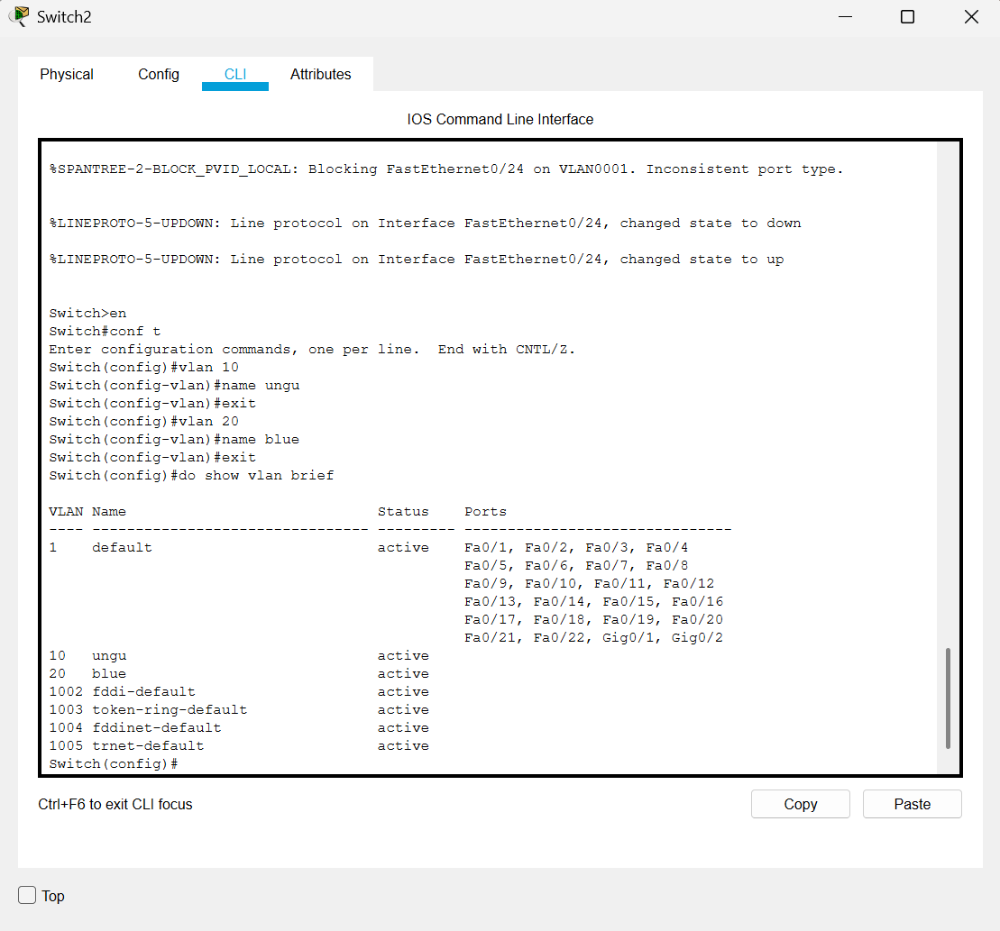 Switch2
Physical Config CLI Attributes
IOS Command Line Interface
%SPANTREE-2-BLOCK_PVID_LOCAL: Blocking FastEthernet0/24 on VLAN0001. Inconsistent port type.
%LINEPROTO-5-UPDOWN: Line protocol on Interface FastEthernet0/24, changed state to down
%LINEPROTO-5-UPDOWN: Line protocol on Interface FastEthernet0/24, changed state to up
Switch>en
Switch#conf t
Enter configuration commands, one per line.  End with CNTL/Z.
Switch(config)#vlan 10
Switch(config-vlan)#name ungu
Switch(config-vlan)#exit
Switch(config)#vlan 20
Switch(config-vlan)#name blue
Switch(config-vlan)#exit
Switch(config)#do show vlan brief
VLAN Name                             Status    Ports
---- -------------------------------- --------- -------------------------------
1    default                          active    Fa0/1, Fa0/2, Fa0/3, Fa0/4
                                                Fa0/5, Fa0/6, Fa0/7, Fa0/8
                                                Fa0/9, Fa0/10, Fa0/11, Fa0/12
                                                Fa0/13, Fa0/14, Fa0/15, Fa0/16
                                                Fa0/17, Fa0/18, Fa0/19, Fa0/20
                                                Fa0/21, Fa0/22, Gig0/1, Gig0/2
10   ungu                             active
20   blue                             active
1002 fddi-default                     active
1003 token-ring-default               active
1004 fddinet-default                  active
1005 trnet-default                    active
Switch(config)#
Ctrl+F6 to exit CLI focus Copy Paste
Top